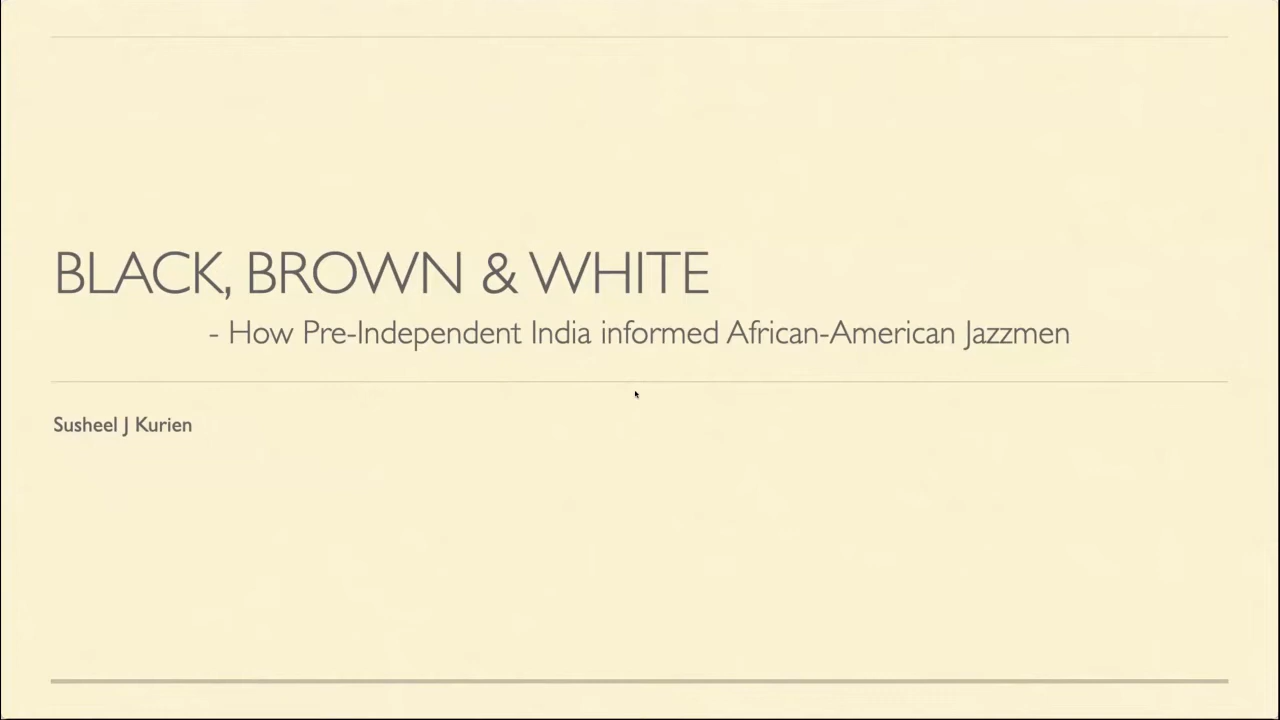 BLACK, BROWN & WHITE
- How Pre-Independent India informed African-American Jazzmen
Susheel J Kurien